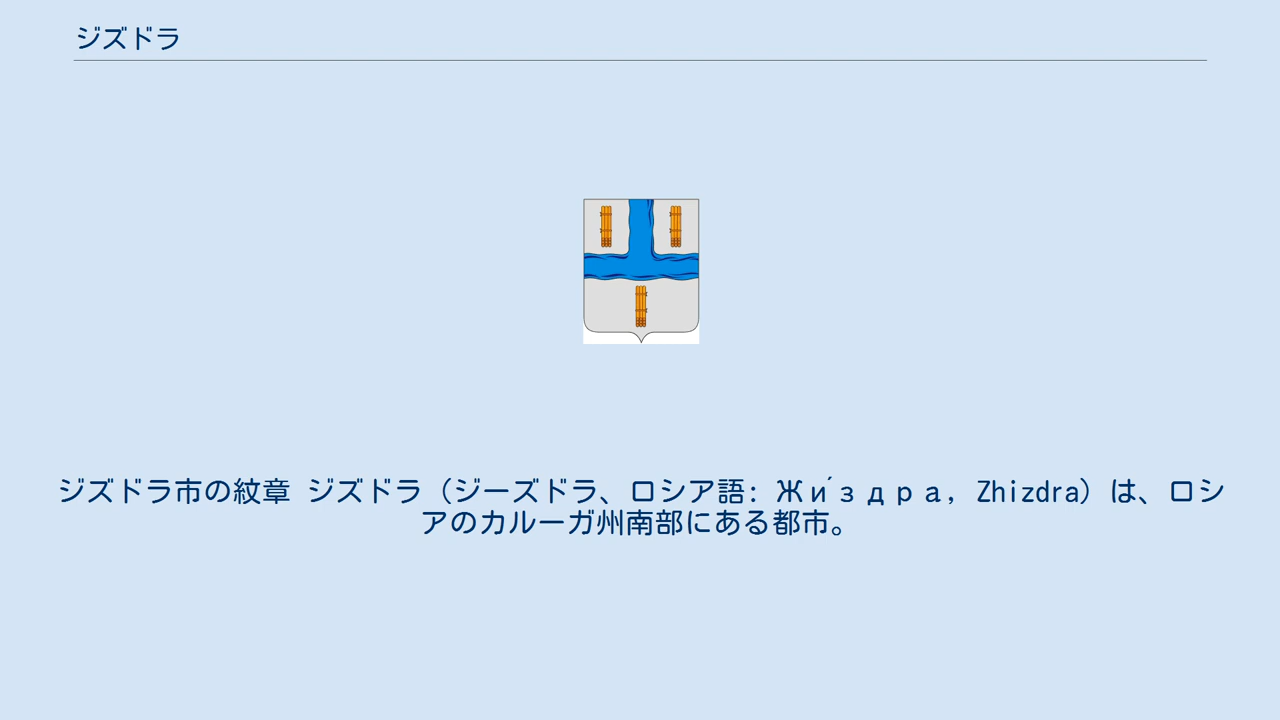 ジズドラ
ジズドラ市の紋章 ジズドラ（ジーズドラ、ロシア語: Жи́здра, Zhizdra）は、ロシ
アのカルーガ州南部にある都市。